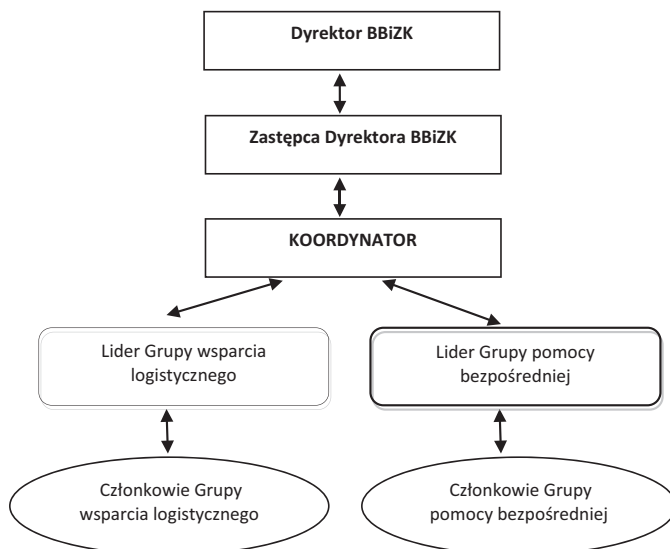 Dyrektor BBiZK
Zastępca Dyrektora BBiZK
KOORDYNATOR
Lider Grupy wsparcia
logistycznego
Lider Grupy pomocy
bezpośredniej
Członkowie Grupy
wsparcia logistycznego
Członkowie Grupy
pomocy bezpośredniej